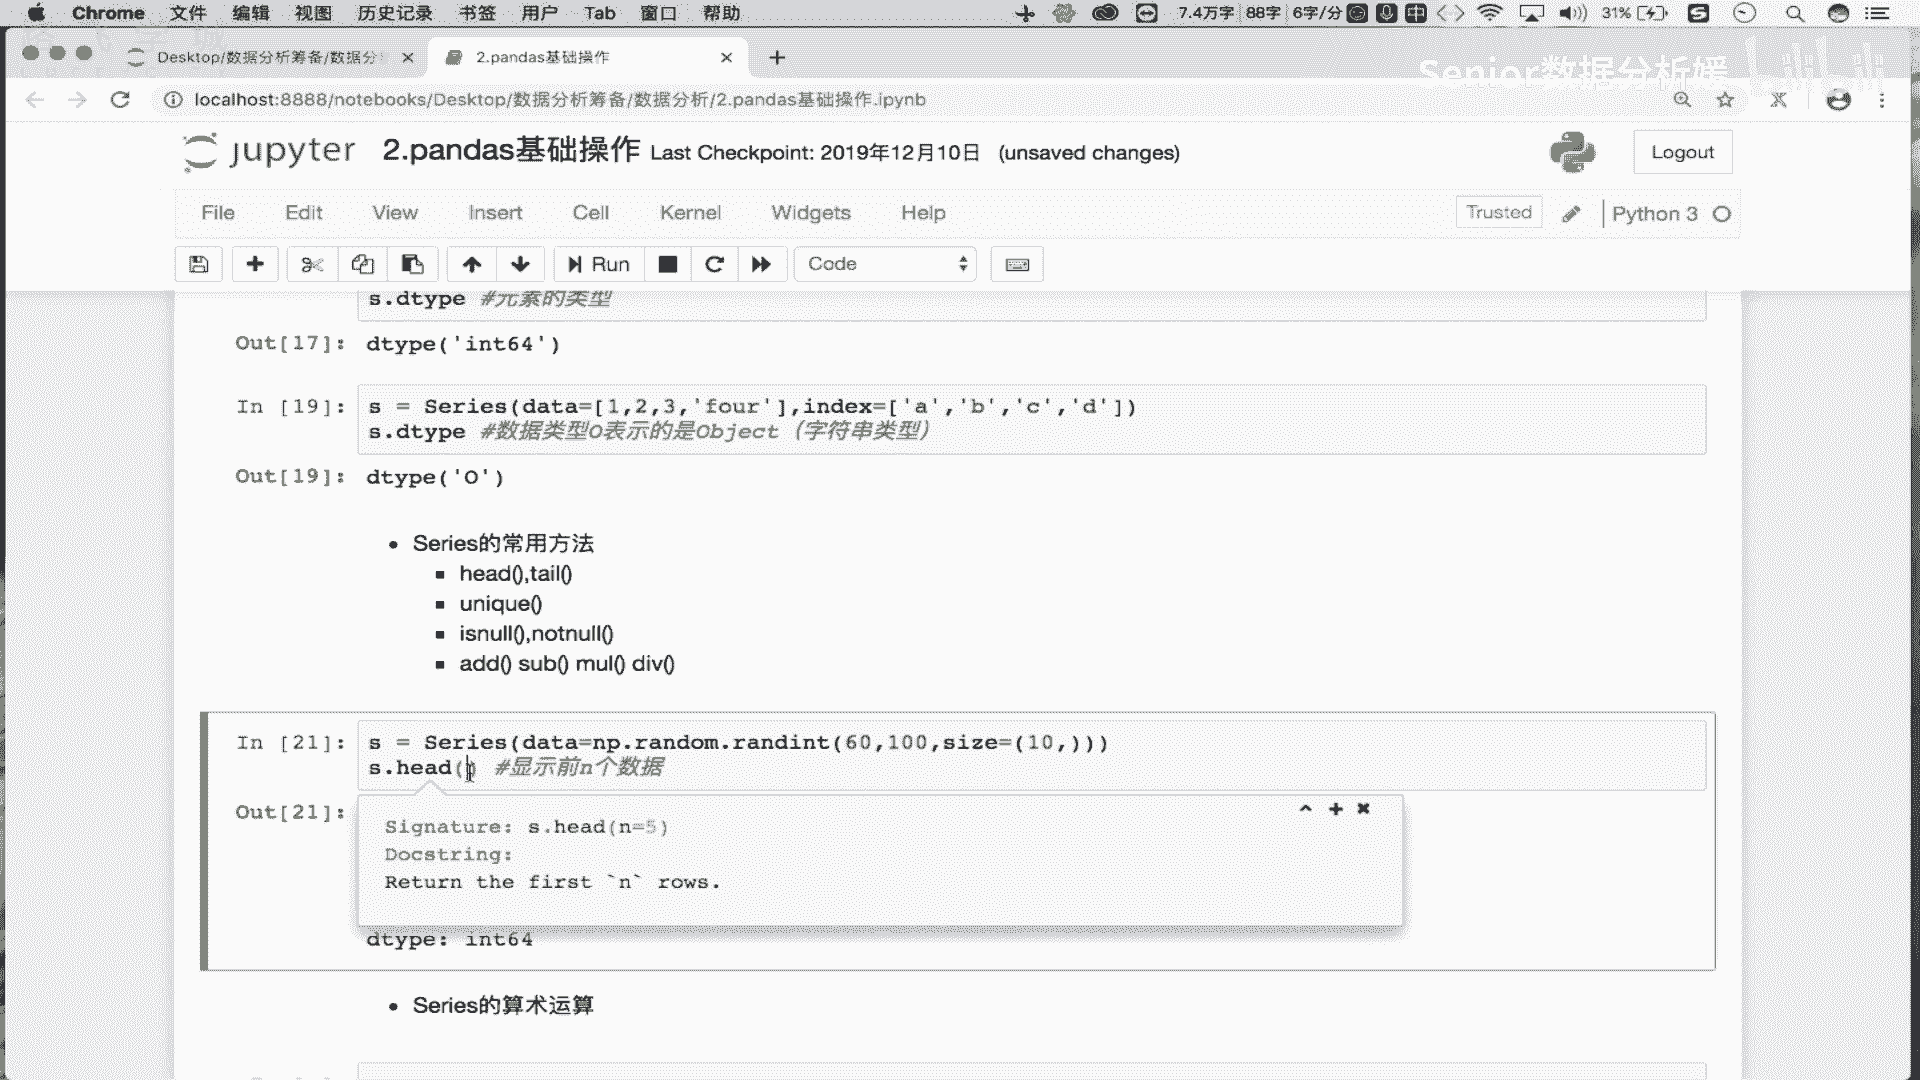 Chrome 文件 编辑 视图 历史记录 书签 用户 Tab 窗口 帮助 7.4万字 88字 6字/分 中 31%
Desktop/数据分析筹备/数据分
2.pandas基础操作
Senior数据分析媛 bilibili
localhost:8888/notebooks/Desktop/数据分析筹备/数据分析/2.pandas基础操作.ipynb
jupyter 2.pandas基础操作 Last Checkpoint: 2019年12月10日 (unsaved changes)
Logout
File Edit View Insert Cell Kernel Widgets Help
Trusted Python 3
Run Code
s.dtype #元素的类型
Out[17]: dtype('int64')
In [19]: s = Series(data=[1,2,3,'four'],index=['a','b','c','d'])
s.dtype #数据类型O表示的是Object（字符串类型）
Out[19]: dtype('O')
Series的常用方法
head(),tail()
unique()
isnull(),notnull()
add() sub() mul() div()
In [21]: s = Series(data=np.random.randint(60,100,size=(10,)))
s.head() #显示前n个数据
Out[21]:
Signature: s.head(n=5)
Docstring:
Return the first `n` rows.
dtype: int64
Series的算术运算